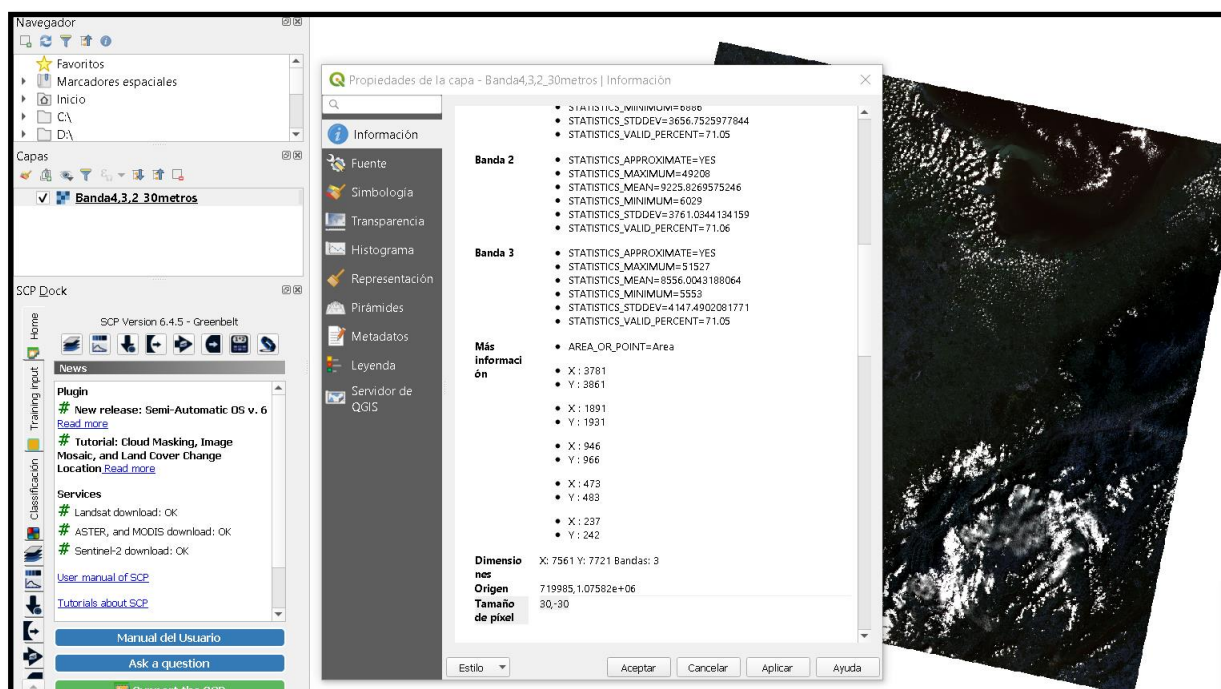 Navegador
Favoritos
Marcadores espaciales
Inicio
C:\
D:\
Capas
Banda4,3,2_30metros
SCP Dock
Home
Training input
Classificación
SCP Version 6.4.5 - Greenbelt
News
Plugin
# New release: Semi-Automatic OS v. 6
Read more
# Tutorial: Cloud Masking, Image
Mosaic, and Land Cover Change
Location Read more
Services
# Landsat download: OK
# ASTER, and MODIS download: OK
# Sentinel-2 download: OK
User manual of SCP
Tutorials about SCP
Manual del Usuario
Ask a question
Propiedades de la capa - Banda4,3,2_30metros | Información
Información
Fuente
Simbología
Transparencia
Histograma
Representación
Pirámides
Metadatos
Leyenda
Servidor de
QGIS
STATISTICS_MINIMUM=6886
STATISTICS_STDDEV=3656.7525977844
STATISTICS_VALID_PERCENT=71.05
Banda 2
STATISTICS_APPROXIMATE=YES
STATISTICS_MAXIMUM=49208
STATISTICS_MEAN=9225.8269575246
STATISTICS_MINIMUM=6029
STATISTICS_STDDEV=3761.0344134159
STATISTICS_VALID_PERCENT=71.06
Banda 3
STATISTICS_APPROXIMATE=YES
STATISTICS_MAXIMUM=51527
STATISTICS_MEAN=8556.0043188064
STATISTICS_MINIMUM=5553
STATISTICS_STDDEV=4147.4902081771
STATISTICS_VALID_PERCENT=71.05
Más
informaci
ón
AREA_OR_POINT=Area
X : 3781
Y : 3861
X : 1891
Y : 1931
X : 946
Y : 966
X : 473
Y : 483
X : 237
Y : 242
Dimensio
nes
X: 7561 Y: 7721 Bandas: 3
Origen
719985,1.07582e+06
Tamaño
de píxel
30,-30
Estilo
Aceptar
Cancelar
Aplicar
Ayuda